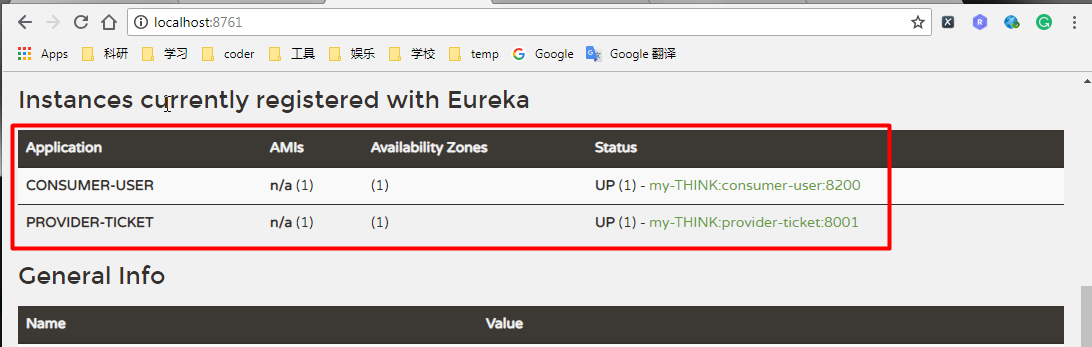 localhost:8761
Apps 科研 学习 coder 工具 娱乐 学校 temp Google Google 翻译
Instances currently registered with Eureka
Application AMIs Availability Zones Status
CONSUMER-USER n/a (1) (1) UP (1) - my-THINK:consumer-user:8200
PROVIDER-TICKET n/a (1) (1) UP (1) - my-THINK:provider-ticket:8001
General Info
Name Value